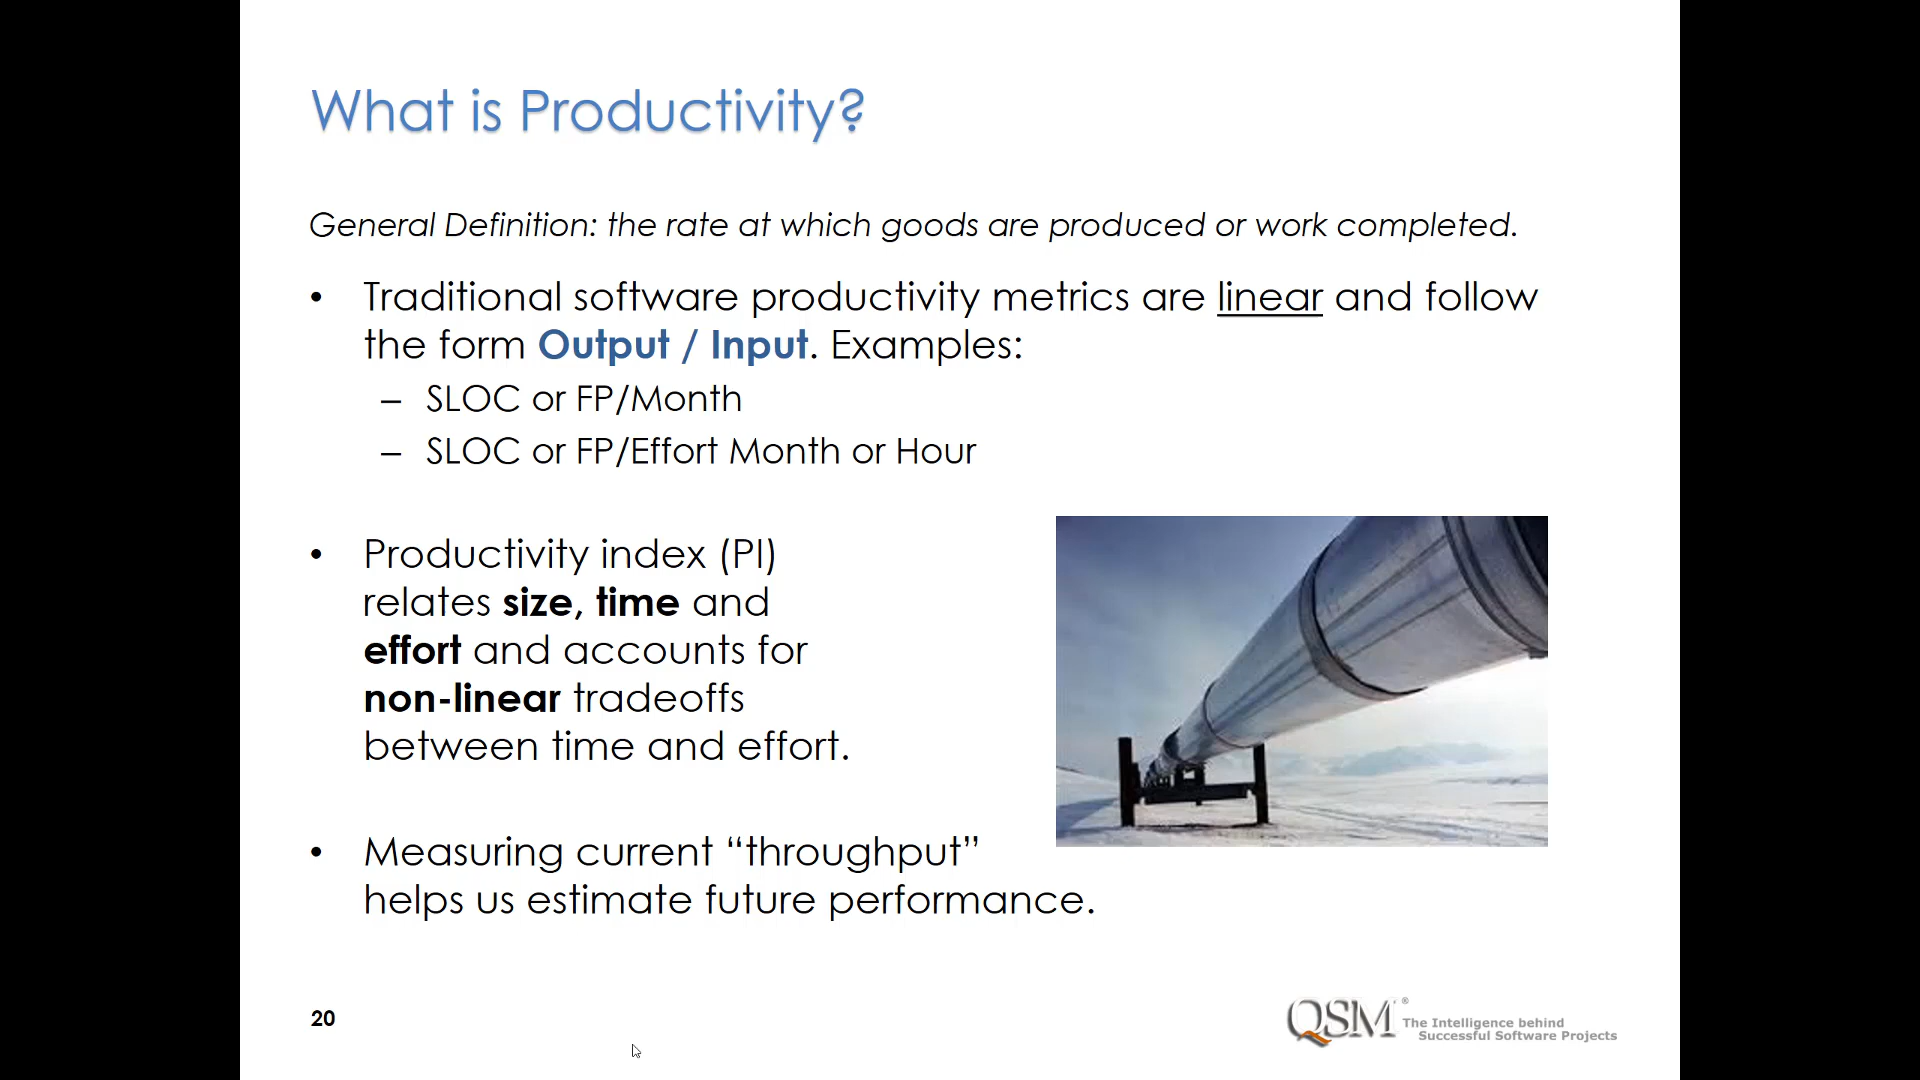 What is Productivity?
General Definition: the rate at which goods are produced or work completed.
• Traditional software productivity metrics are linear and follow
the form Output / Input. Examples:
– SLOC or FP/Month
– SLOC or FP/Effort Month or Hour
• Productivity index (PI)
relates size, time and
effort and accounts for
non-linear tradeoffs
between time and effort.
• Measuring current “throughput”
helps us estimate future performance.
20
QSM®
The Intelligence behind
Successful Software Projects